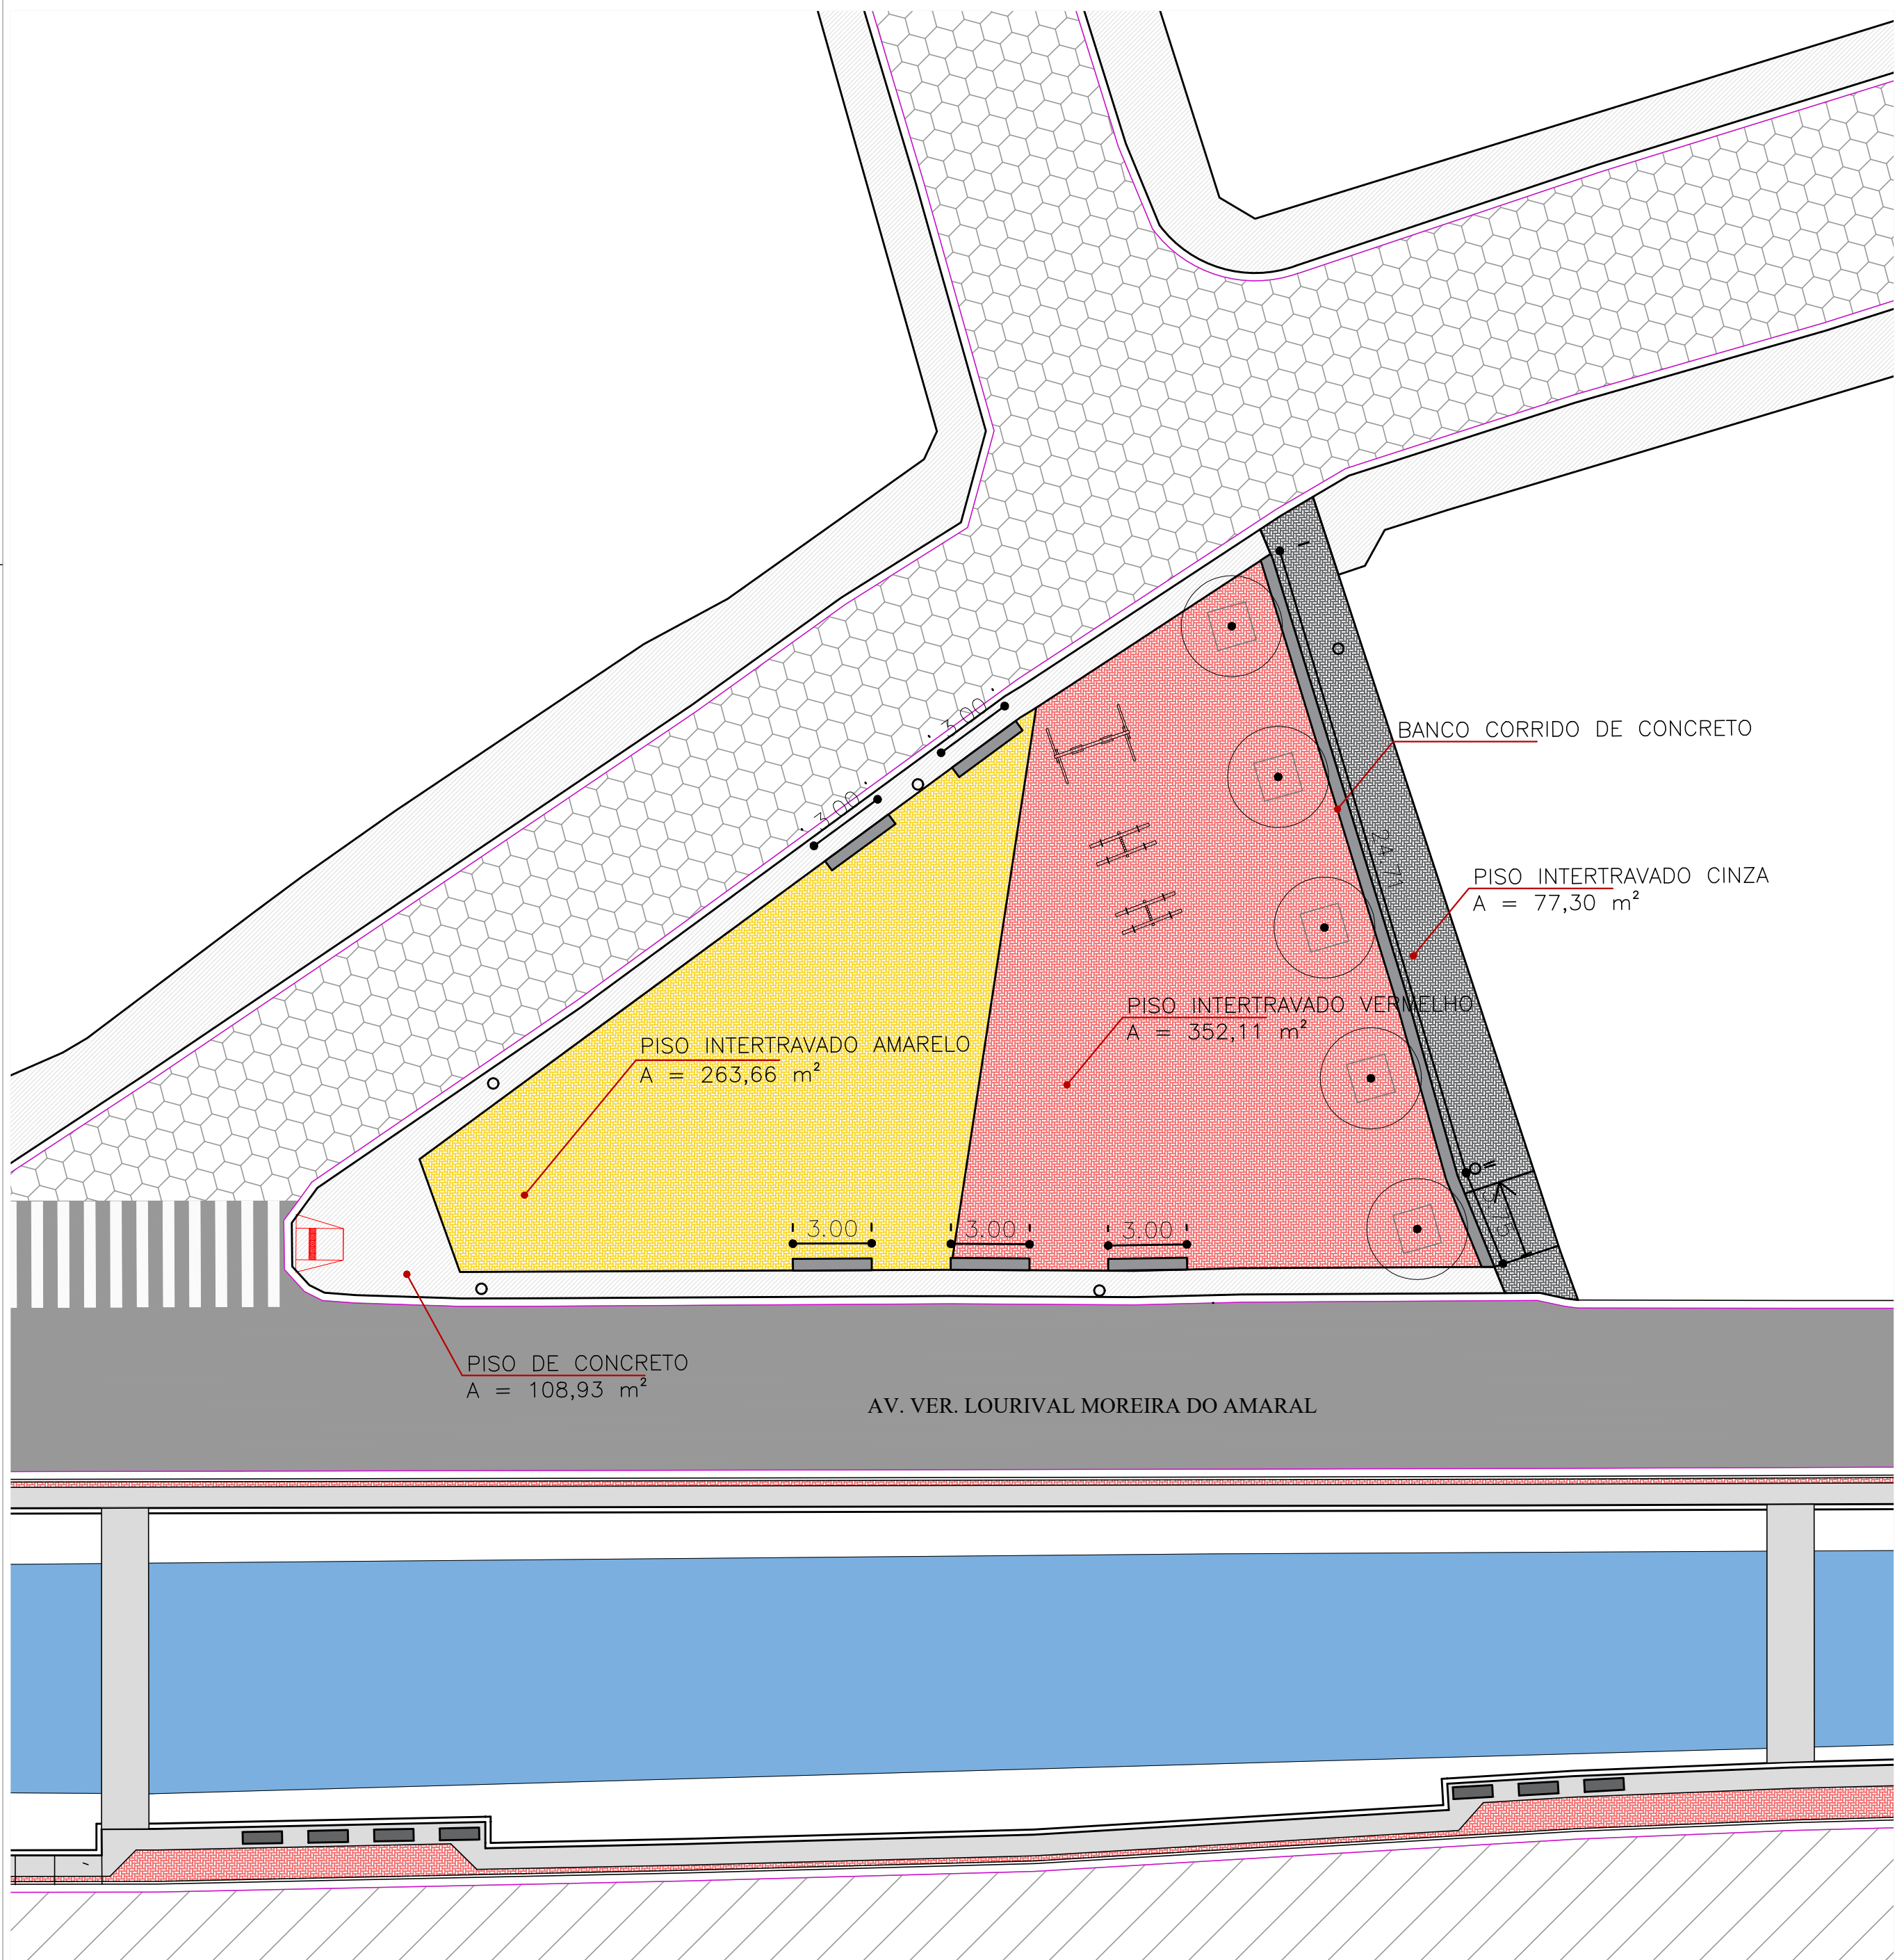 3.00
3.00
BANCO CORRIDO DE CONCRETO
24.71
PISO INTERTRAVADO CINZA
A = 77,30 m²
PISO INTERTRAVADO VERMELHO
A = 352,11 m²
PISO INTERTRAVADO AMARELO
A = 263,66 m²
3.00
3.00
3.00
PISO DE CONCRETO
A = 108,93 m²
AV. VER. LOURIVAL MOREIRA DO AMARAL